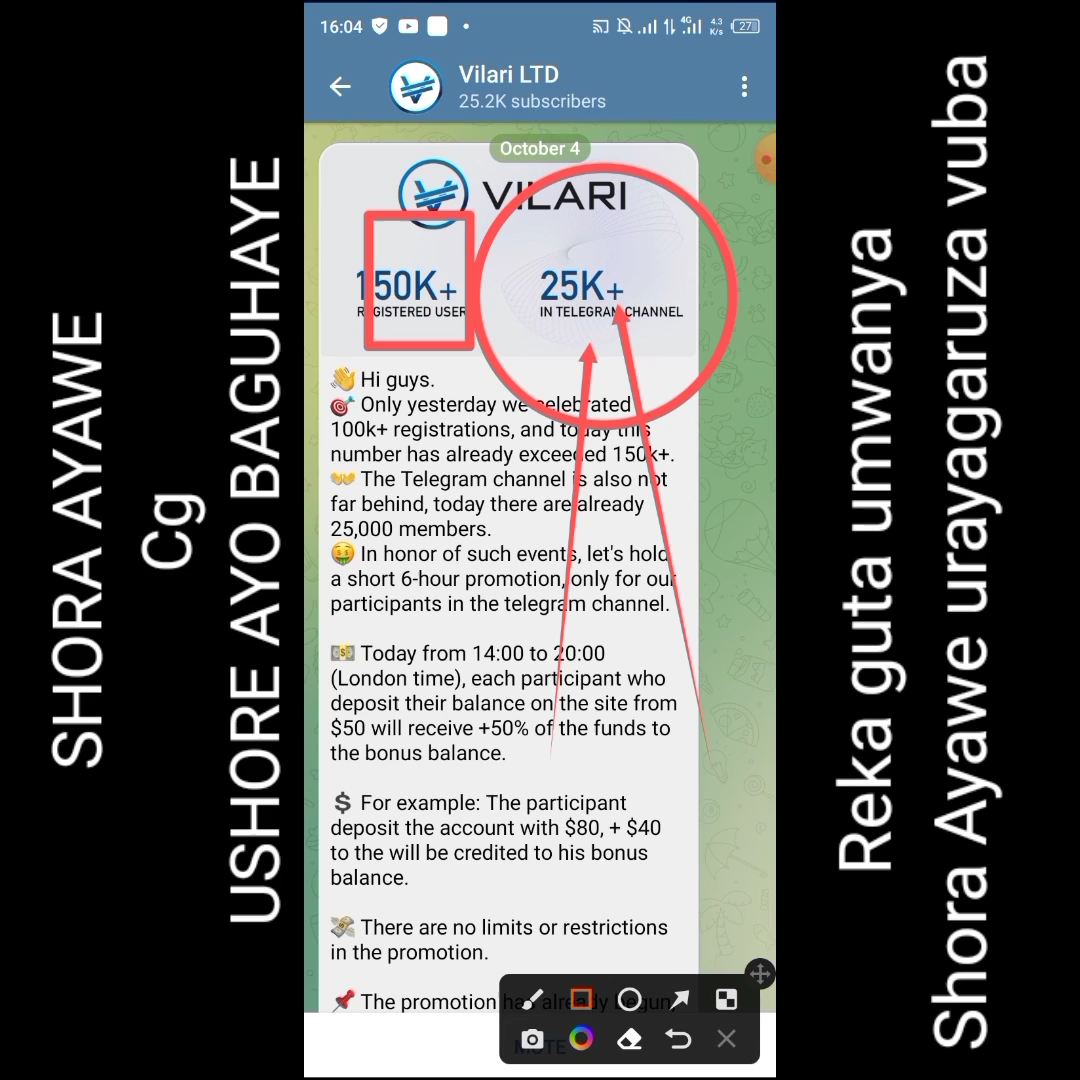 SHORA AYAWE
Cg
USHORE AYO BAGUHAYE
16:04
4G
4.3
K/s
27
Vilari LTD
25.2K subscribers
October 4
VILARI
150K+
REGISTERED USER
25K+
IN TELEGRAM CHANNEL
👋 Hi guys.
🎯 Only yesterday we celebrated
100k+ registrations, and today this
number has already exceeded 150k+.
🤝 The Telegram channel is also not
far behind, today there are already
25,000 members.
🤑 In honor of such events, let's hold
a short 6-hour promotion, only for our
participants in the telegram channel.
💵 Today from 14:00 to 20:00
(London time), each participant who
deposit their balance on the site from
$50 will receive +50% of the funds to
the bonus balance.
💲 For example: The participant
deposit the account with $80, + $40
to the will be credited to his bonus
balance.
💸 There are no limits or restrictions
in the promotion.
📌 The promotion has already begun
MUTE
Reka guta umwanya
Shora Ayawe urayagaruza vuba